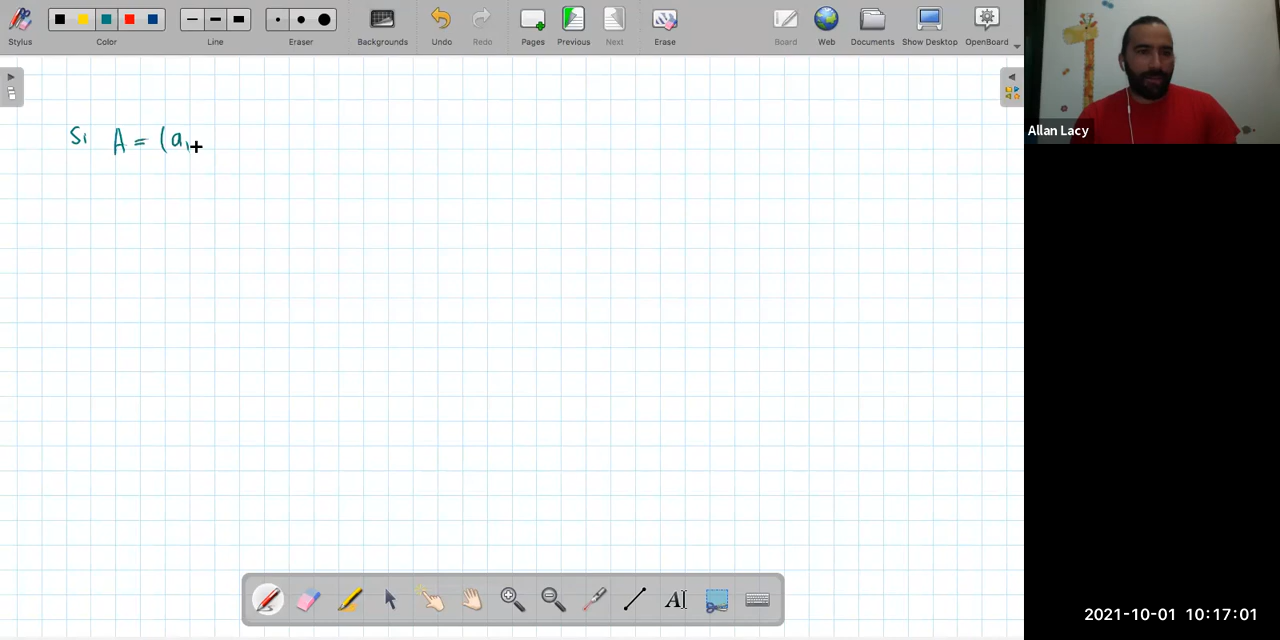 Stylus
Color
Line
Eraser
Backgrounds
Undo
Redo
Pages
Previous
Next
Erase
Board
Web
Documents
Show Desktop
OpenBoard
Si A = (a,
Allan Lacy
A
2021-10-01 10:17:01